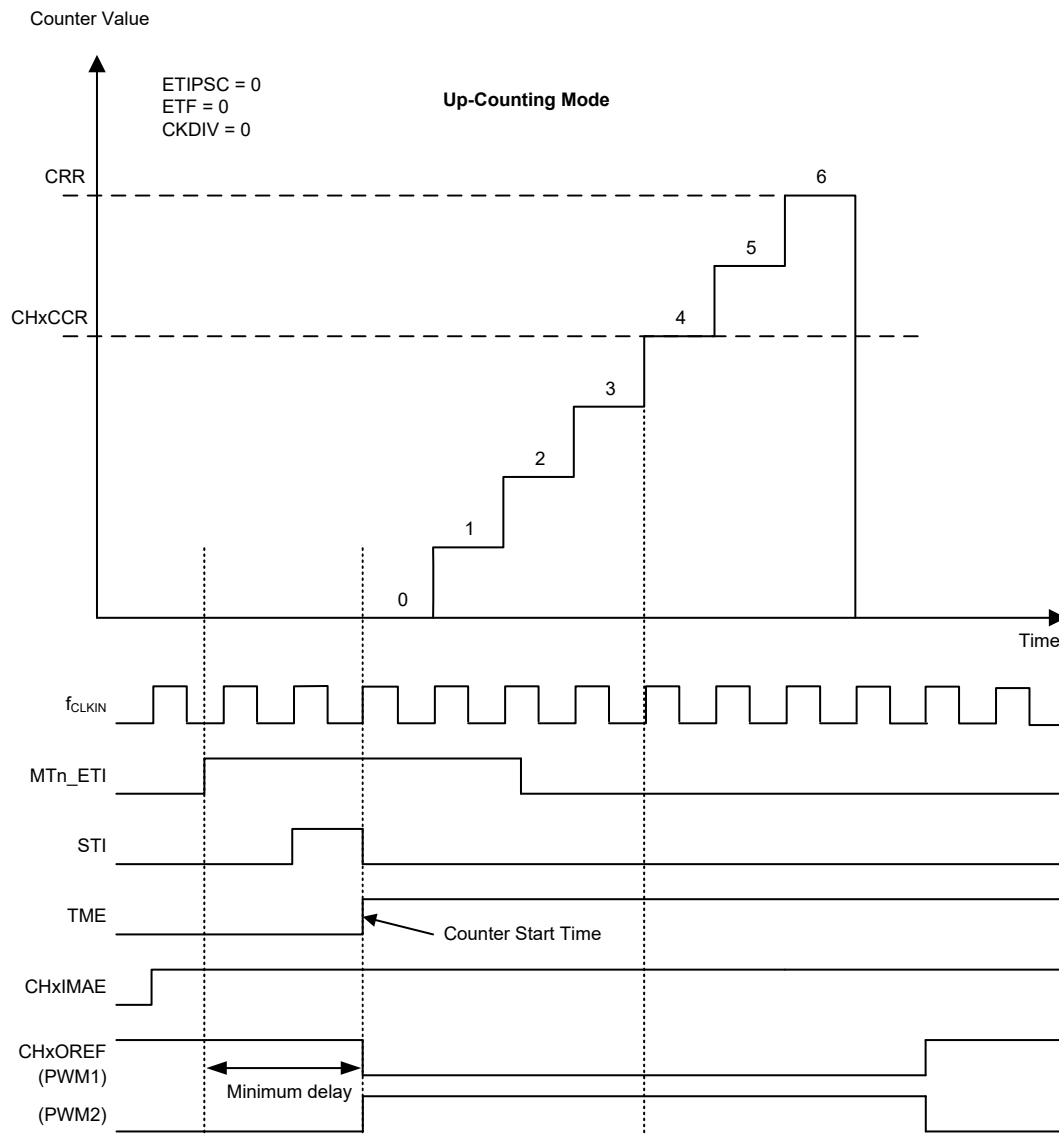 Counter Value
ETIPSC = 0
ETF = 0
CKDIV = 0
Up-Counting Mode
CRR
6
5
CHxCCR
4
3
2
1
0
Time
fCLKIN
MTn_ETI
STI
TME
Counter Start Time
CHxIMAE
CHxOREF
(PWM1)
Minimum delay
(PWM2)